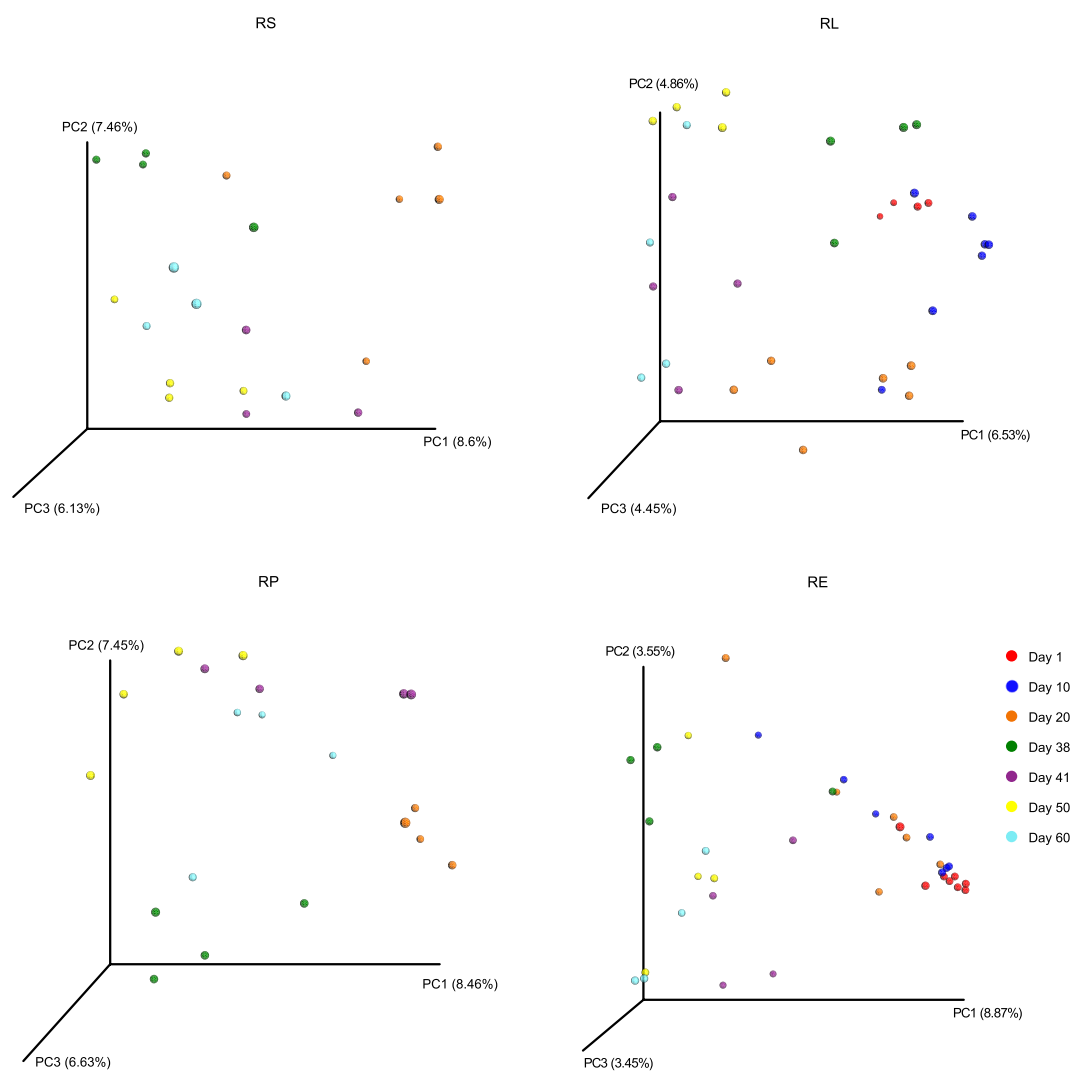 RS
RL
PC2 (7.46%)
PC2 (4.86%)
PC1 (8.6%)
PC1 (6.53%)
PC3 (6.13%)
PC3 (4.45%)
RP
RE
PC2 (7.45%)
PC2 (3.55%)
Day 1
Day 10
Day 20
Day 38
Day 41
Day 50
Day 60
PC1 (8.46%)
PC1 (8.87%)
PC3 (6.63%)
PC3 (3.45%)